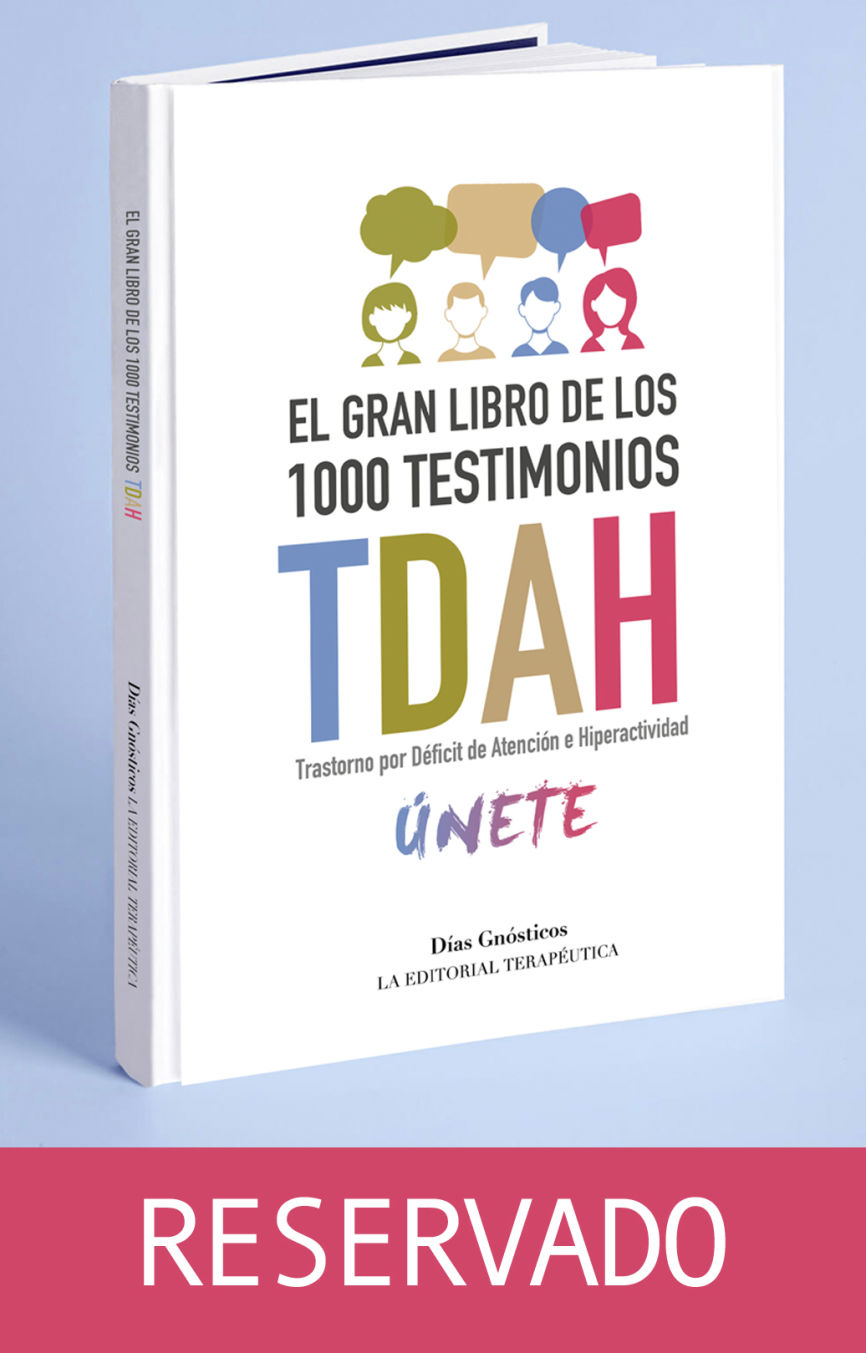 EL GRAN LIBRO DE LOS 1000 TESTIMONIOS TDAH
Días Gnósticos LA EDITORIAL TERAPÉUTICA
EL GRAN LIBRO DE LOS
1000 TESTIMONIOS
TDAH
Trastorno por Déficit de Atención e Hiperactividad
ÚNETE
Días Gnósticos
LA EDITORIAL TERAPÉUTICA
RESERVADO